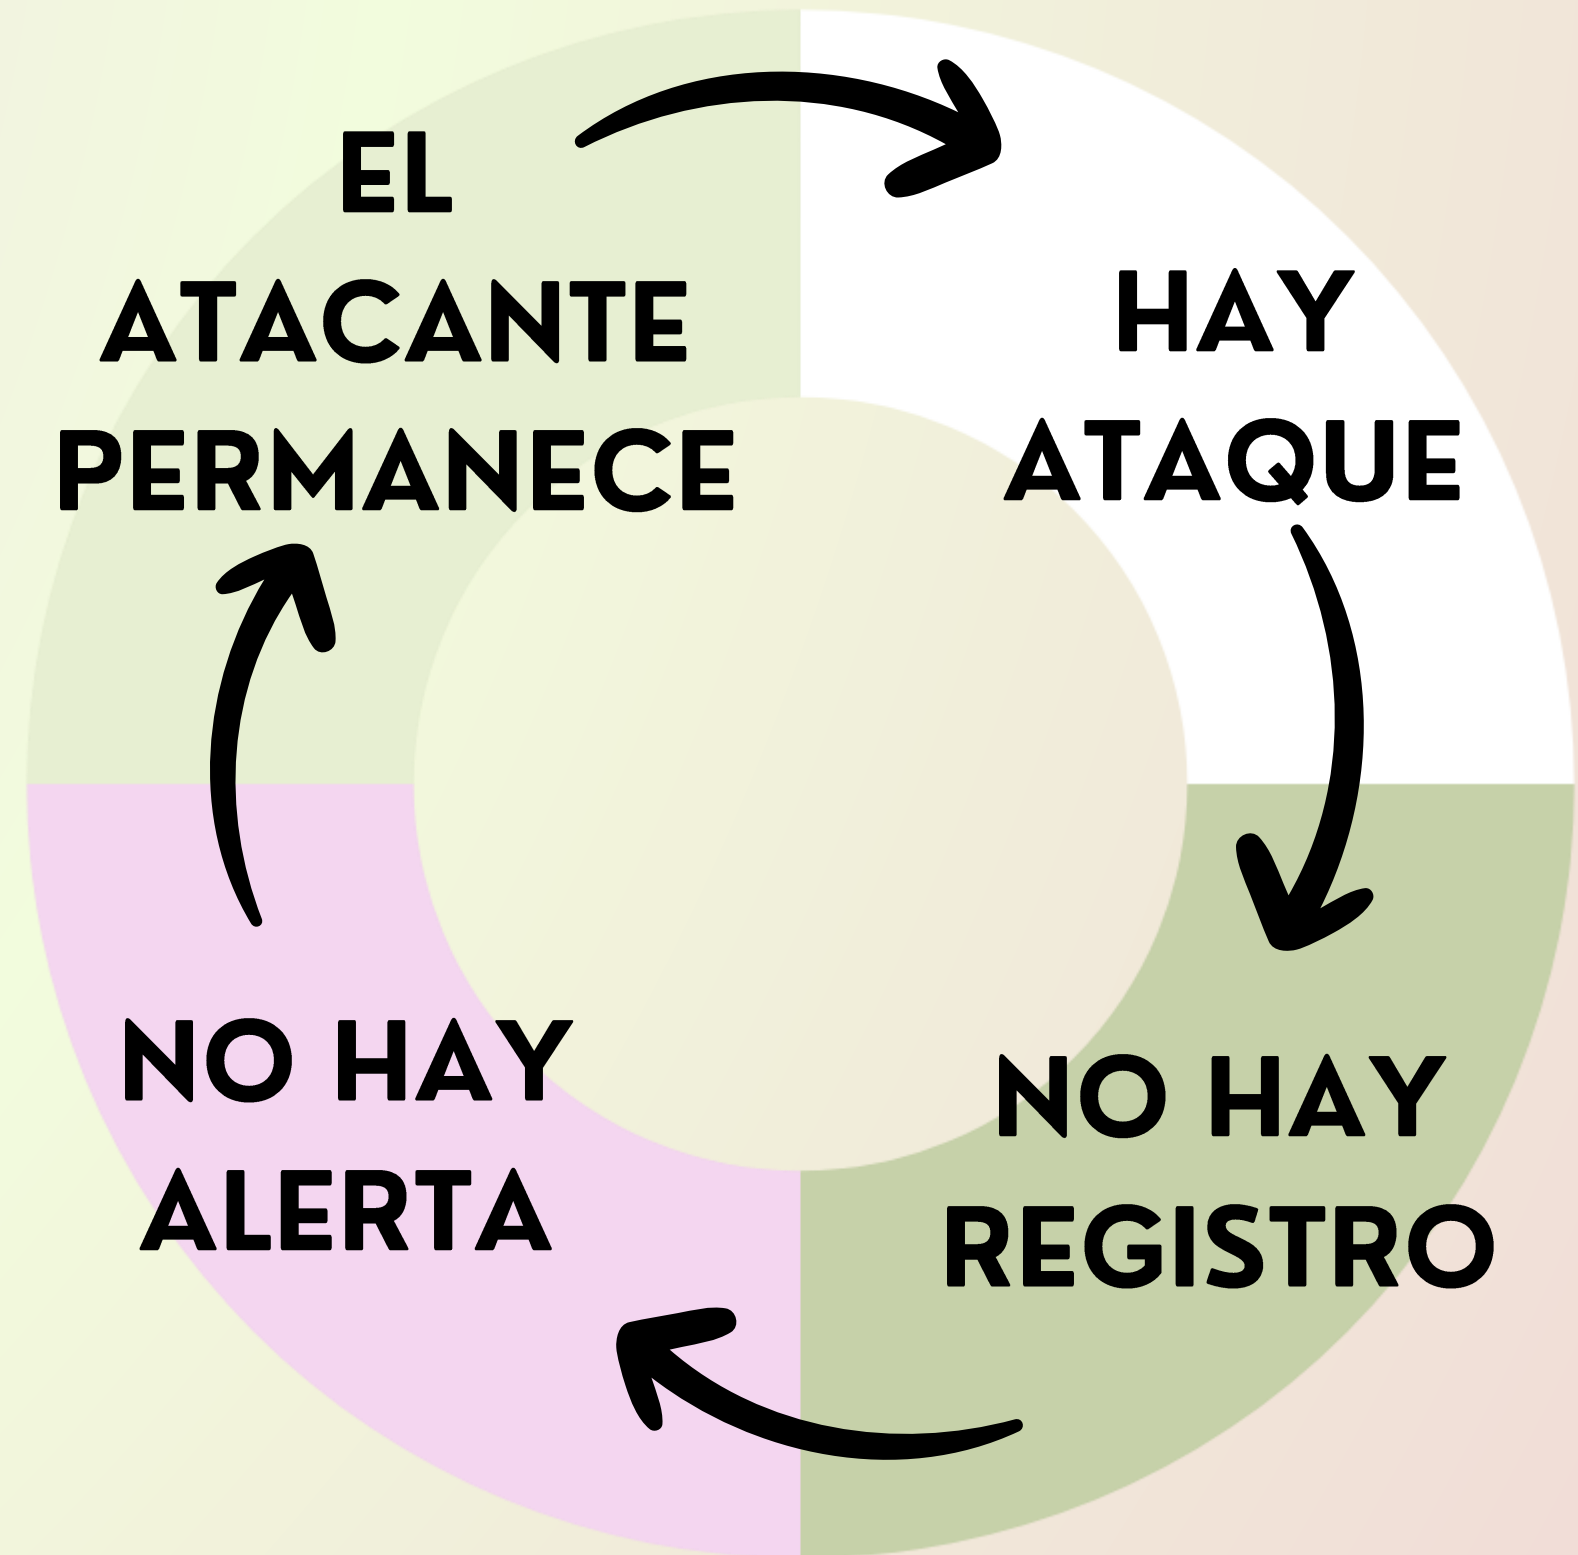 EL
ATACANTE
PERMANECE
HAY
ATAQUE
NO HAY
REGISTRO
NO HAY
ALERTA